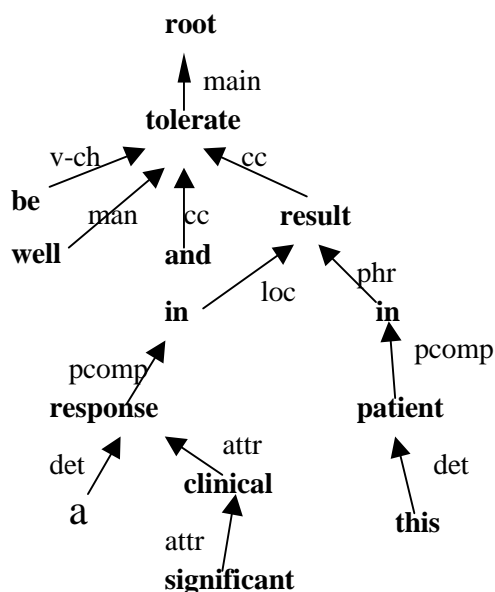 root
main
tolerate
v-ch cc
be
man cc result
well and
phr
in loc in
pcomp pcomp
response patient
attr
det clinical det
a this
attr
significant